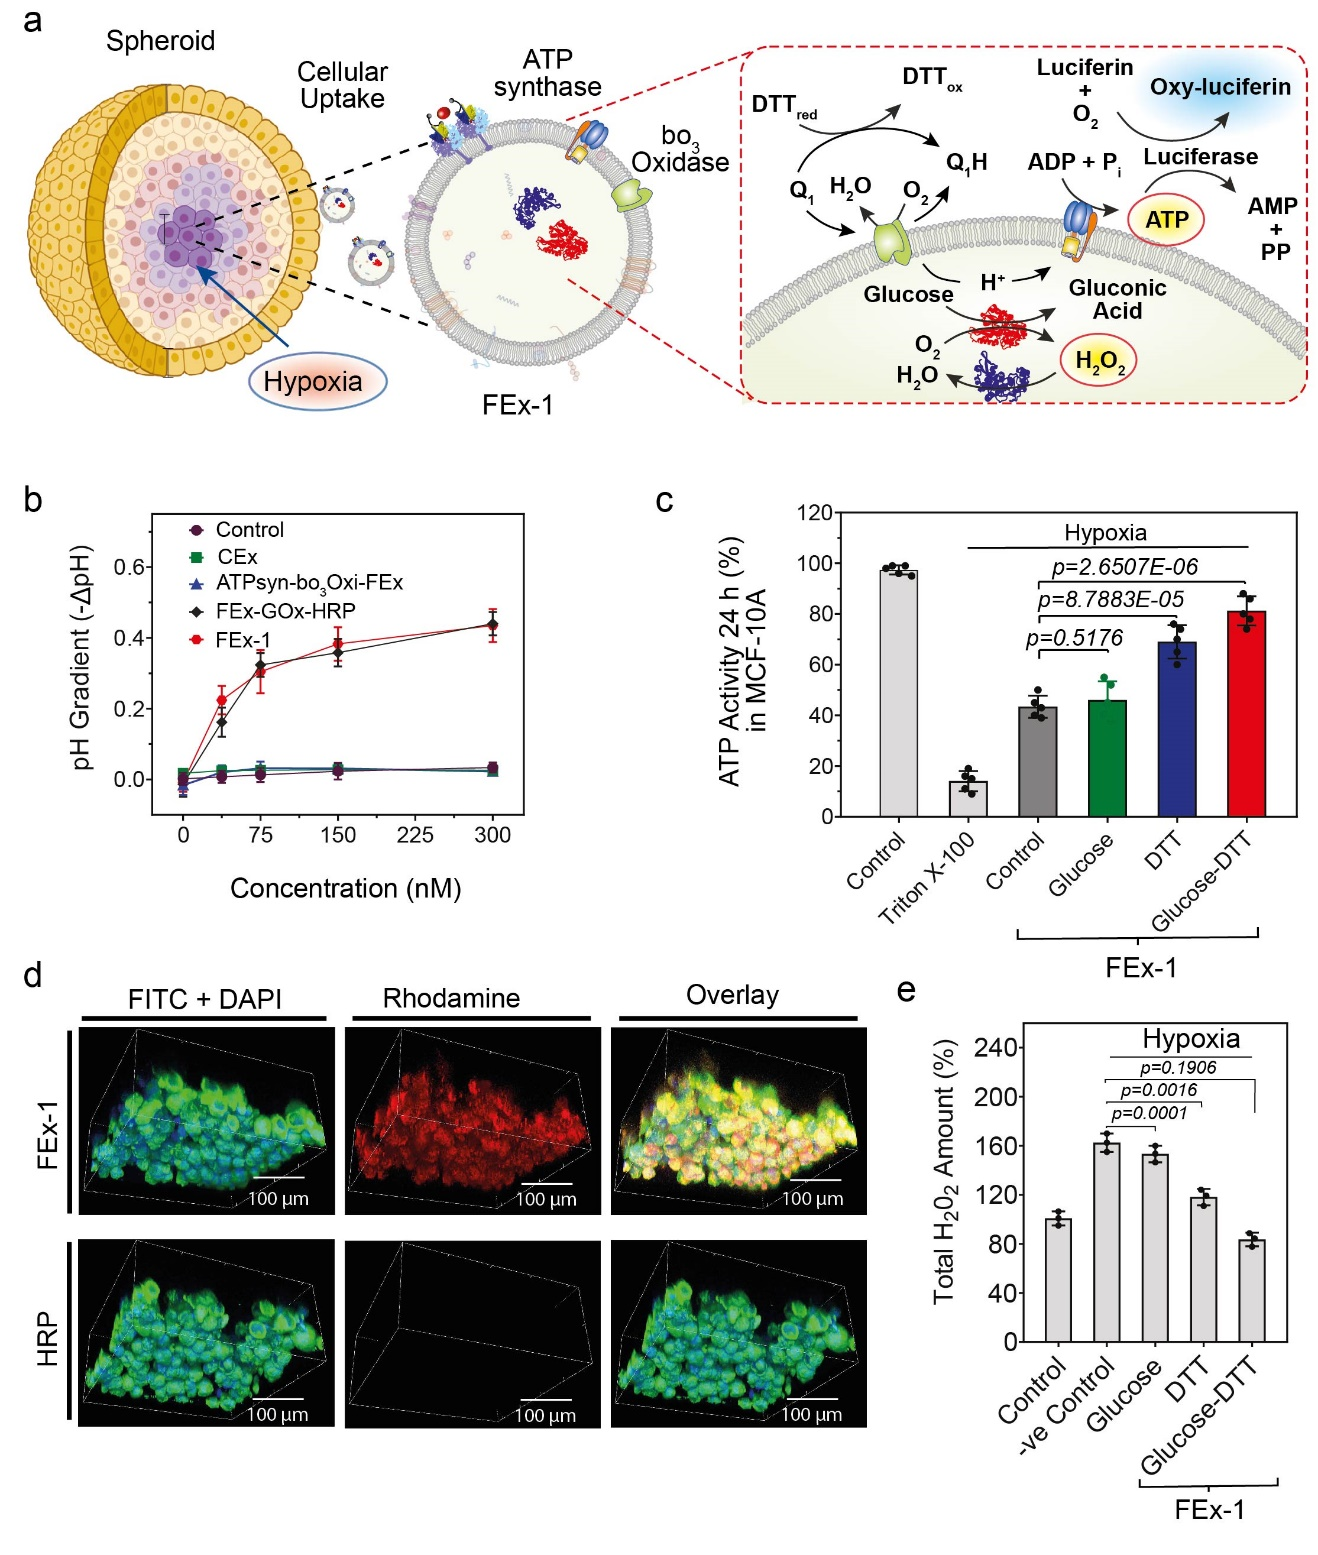 a
Spheroid
Cellular
Uptake
ATP
synthase
bo3
Oxidase
Hypoxia
FEx-1
DTTred
DTTox
Q1
H2O
O2
Q1H
Luciferin
+
O2
Oxy-luciferin
ADP + Pi
Luciferase
ATP
AMP
+
PP
H+
Glucose
Gluconic
Acid
O2
H2O
H2O2
b
pH Gradient (-ΔpH)
Control
CEx
ATPsyn-bo3Oxi-FEx
FEx-GOx-HRP
FEx-1
0.6
0.4
0.2
0.0
0 75 150 225 300
Concentration (nM)
c
ATP Activity 24 h (%)
in MCF-10A
120
100
80
60
40
20
0
Hypoxia
p=2.6507E-06
p=8.7883E-05
p=0.5176
Control
Triton X-100
Control
Glucose
DTT
Glucose-DTT
FEx-1
d
FITC + DAPI
Rhodamine
Overlay
FEx-1
100 µm
100 µm
100 µm
HRP
100 µm
100 µm
100 µm
e
Total H202 Amount (%)
240
200
160
120
80
40
0
Hypoxia
p=0.1906
p=0.0016
p=0.0001
Control
-ve Control
Glucose
DTT
Glucose-DTT
FEx-1